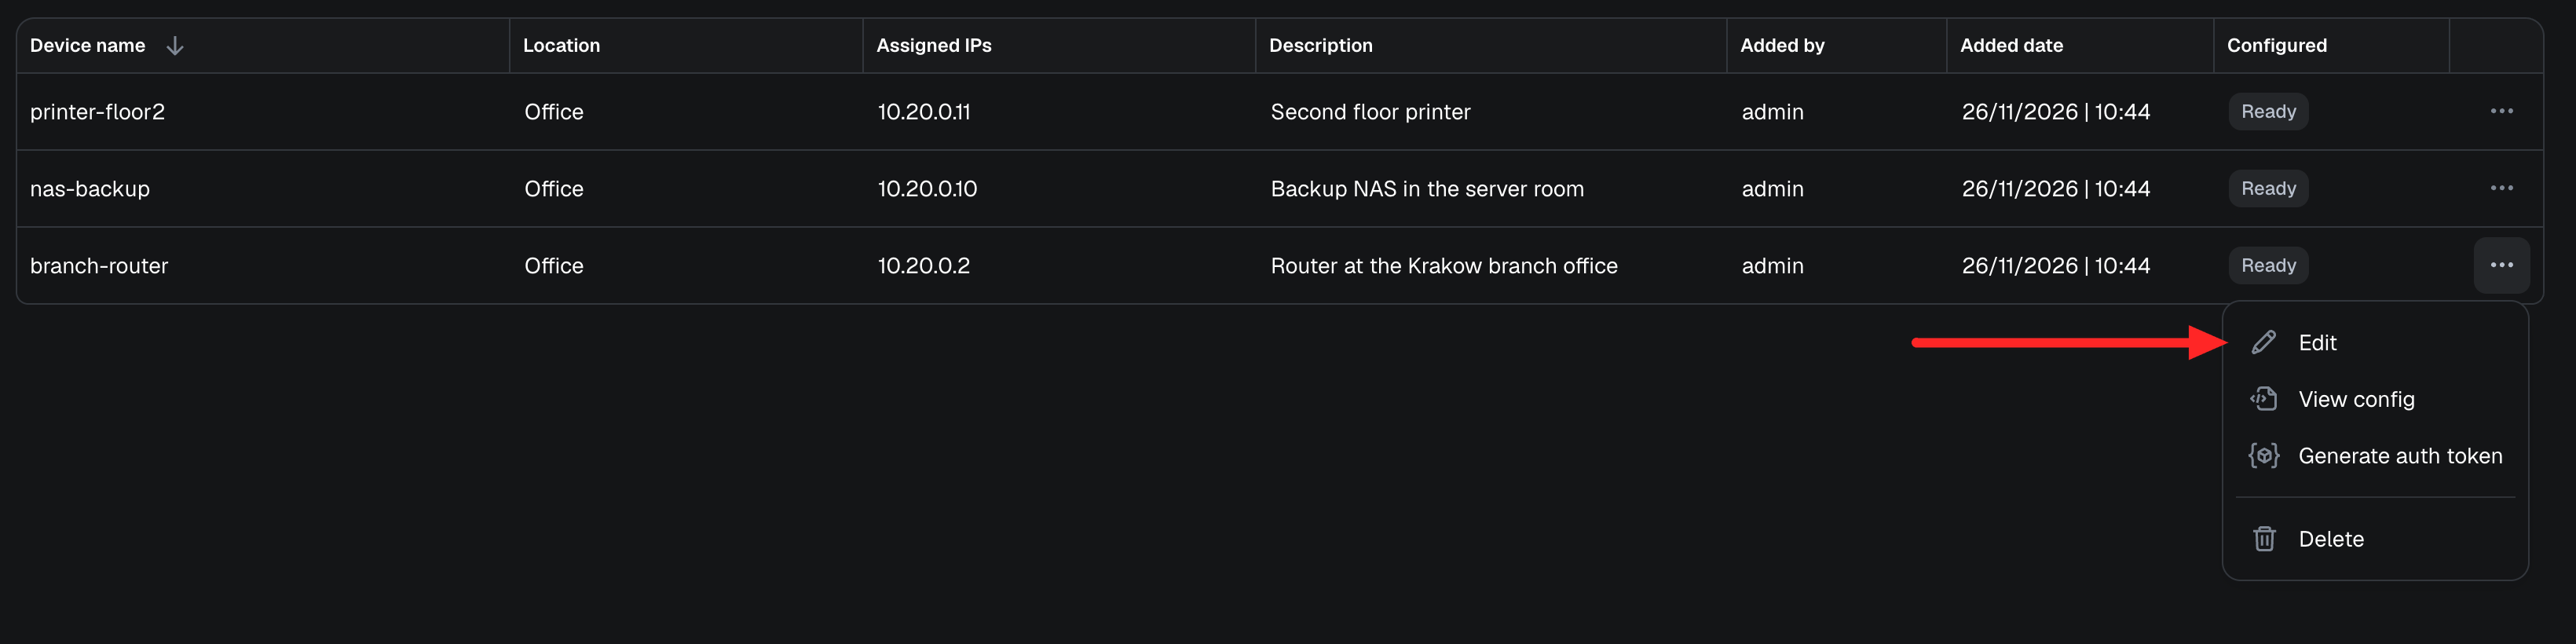 Device name Location Assigned IPs Description Added by Added date Configured
printer-floor2 Office 10.20.0.11 Second floor printer admin 26/11/2026 | 10:44 Ready
nas-backup Office 10.20.0.10 Backup NAS in the server room admin 26/11/2026 | 10:44 Ready
branch-router Office 10.20.0.2 Router at the Krakow branch office admin 26/11/2026 | 10:44 Ready
Edit
View config
Generate auth token
Delete